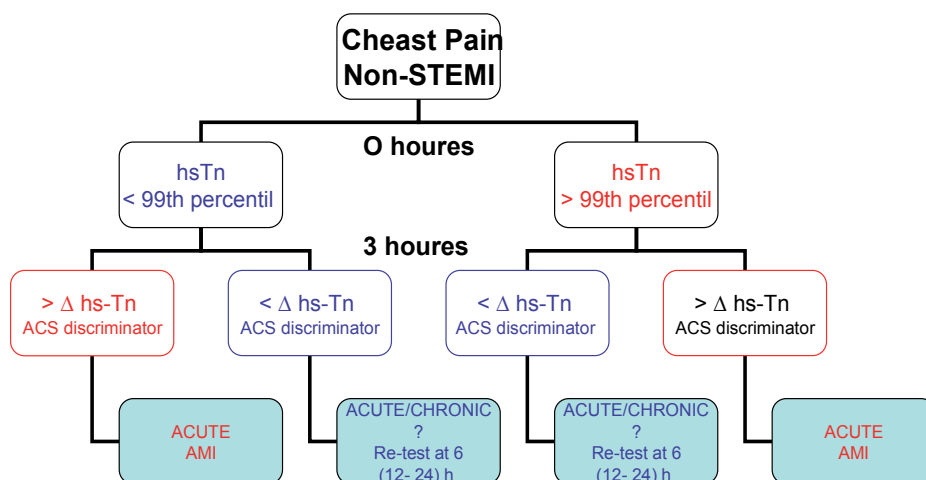 Cheast Pain
Non-STEMI
O houres
hsTn
< 99th percentil
hsTn
> 99th percentil
3 houres
> Δ hs-Tn
ACS discriminator
< Δ hs-Tn
ACS discriminator
< Δ hs-Tn
ACS discriminator
> Δ hs-Tn
ACS discriminator
ACUTE
AMI
ACUTE/CHRONIC
?
Re-test at 6
(12- 24) h
ACUTE/CHRONIC
?
Re-test at 6
(12- 24) h
ACUTE
AMI